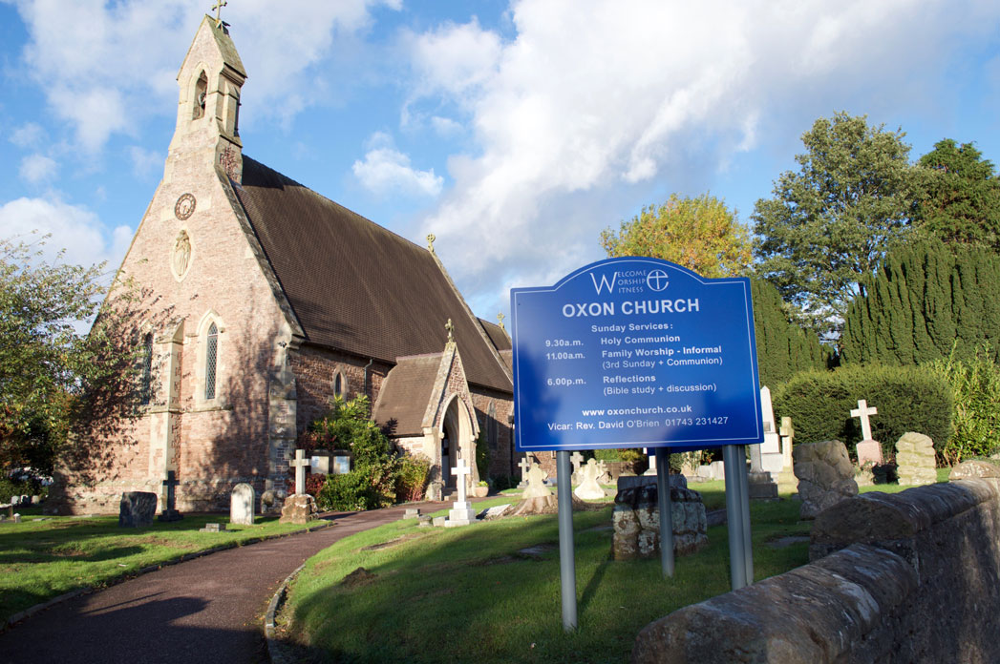 WELCOME
WORSHIP
WITNESS
OXON CHURCH
Sunday Services:
9.30a.m. Holy Communion
11.00a.m. Family Worship - Informal
(3rd Sunday + Communion)
6.00p.m. Reflections
(Bible study + discussion)
www.oxonchurch.co.uk
Vicar: Rev. David O'Brien 01743 231427